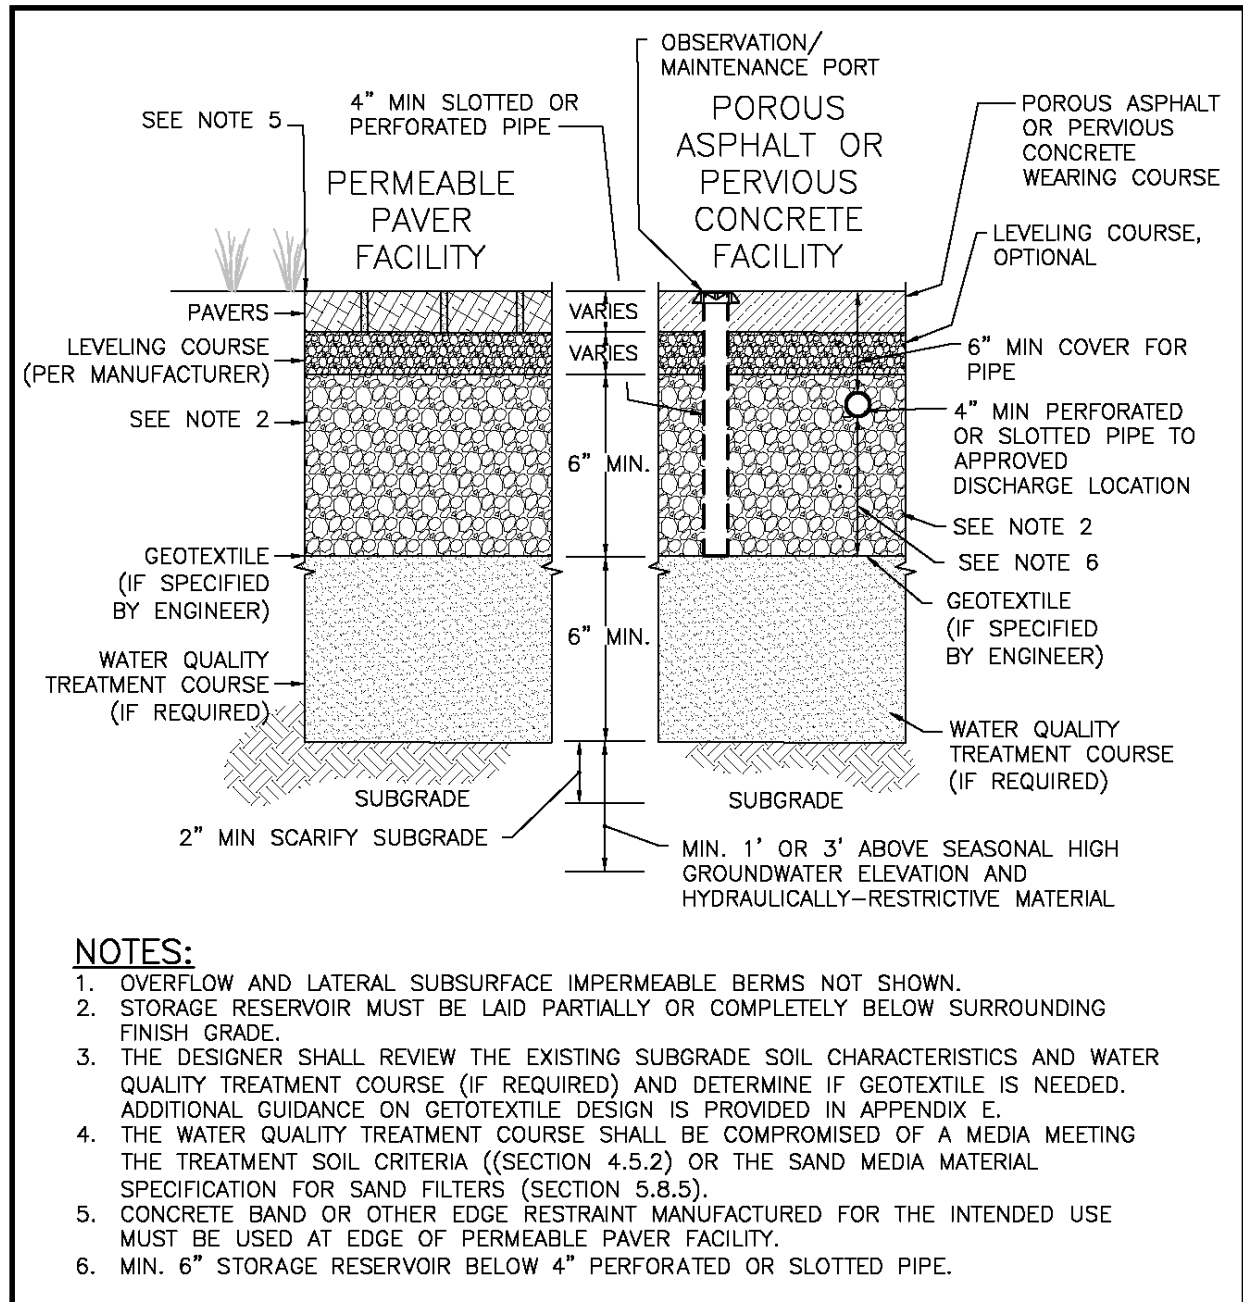 OBSERVATION/
MAINTENANCE PORT
4" MIN SLOTTED OR
PERFORATED PIPE
SEE NOTE 5
PERMEABLE
PAVER
FACILITY
POROUS
ASPHALT OR
PERVIOUS
CONCRETE
FACILITY
POROUS ASPHALT
OR PERVIOUS
CONCRETE
WEARING COURSE
LEVELING COURSE,
OPTIONAL
PAVERS
VARIES
LEVELING COURSE
(PER MANUFACTURER)
VARIES
6" MIN COVER FOR
PIPE
SEE NOTE 2
4" MIN PERFORATED
OR SLOTTED PIPE TO
APPROVED
DISCHARGE LOCATION
6" MIN.
SEE NOTE 2
SEE NOTE 6
GEOTEXTILE
(IF SPECIFIED
BY ENGINEER)
GEOTEXTILE
(IF SPECIFIED
BY ENGINEER)
6" MIN.
WATER QUALITY
TREATMENT COURSE
(IF REQUIRED)
WATER QUALITY
TREATMENT COURSE
(IF REQUIRED)
SUBGRADE
SUBGRADE
2" MIN SCARIFY SUBGRADE
MIN. 1' OR 3' ABOVE SEASONAL HIGH
GROUNDWATER ELEVATION AND
HYDRAULICALLY-RESTRICTIVE MATERIAL
NOTES:
1. OVERFLOW AND LATERAL SUBSURFACE IMPERMEABLE BERMS NOT SHOWN.
2. STORAGE RESERVOIR MUST BE LAID PARTIALLY OR COMPLETELY BELOW SURROUNDING
FINISH GRADE.
3. THE DESIGNER SHALL REVIEW THE EXISTING SUBGRADE SOIL CHARACTERISTICS AND WATER
QUALITY TREATMENT COURSE (IF REQUIRED) AND DETERMINE IF GEOTEXTILE IS NEEDED.
ADDITIONAL GUIDANCE ON GETOTEXTILE DESIGN IS PROVIDED IN APPENDIX E.
4. THE WATER QUALITY TREATMENT COURSE SHALL BE COMPROMISED OF A MEDIA MEETING
THE TREATMENT SOIL CRITERIA ((SECTION 4.5.2) OR THE SAND MEDIA MATERIAL
SPECIFICATION FOR SAND FILTERS (SECTION 5.8.5).
5. CONCRETE BAND OR OTHER EDGE RESTRAINT MANUFACTURED FOR THE INTENDED USE
MUST BE USED AT EDGE OF PERMEABLE PAVER FACILITY.
6. MIN. 6" STORAGE RESERVOIR BELOW 4" PERFORATED OR SLOTTED PIPE.